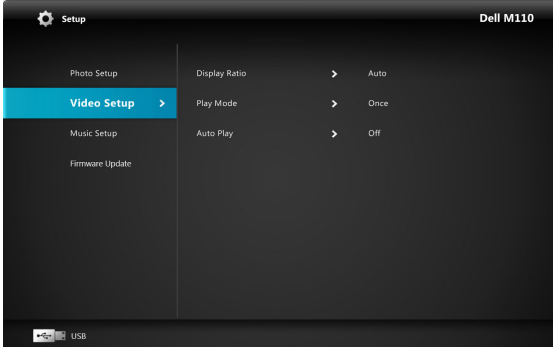 Setup
Dell M110
Photo Setup
Display Ratio > Auto
Video Setup >
Play Mode > Once
Music Setup
Auto Play > Off
Firmware Update
USB